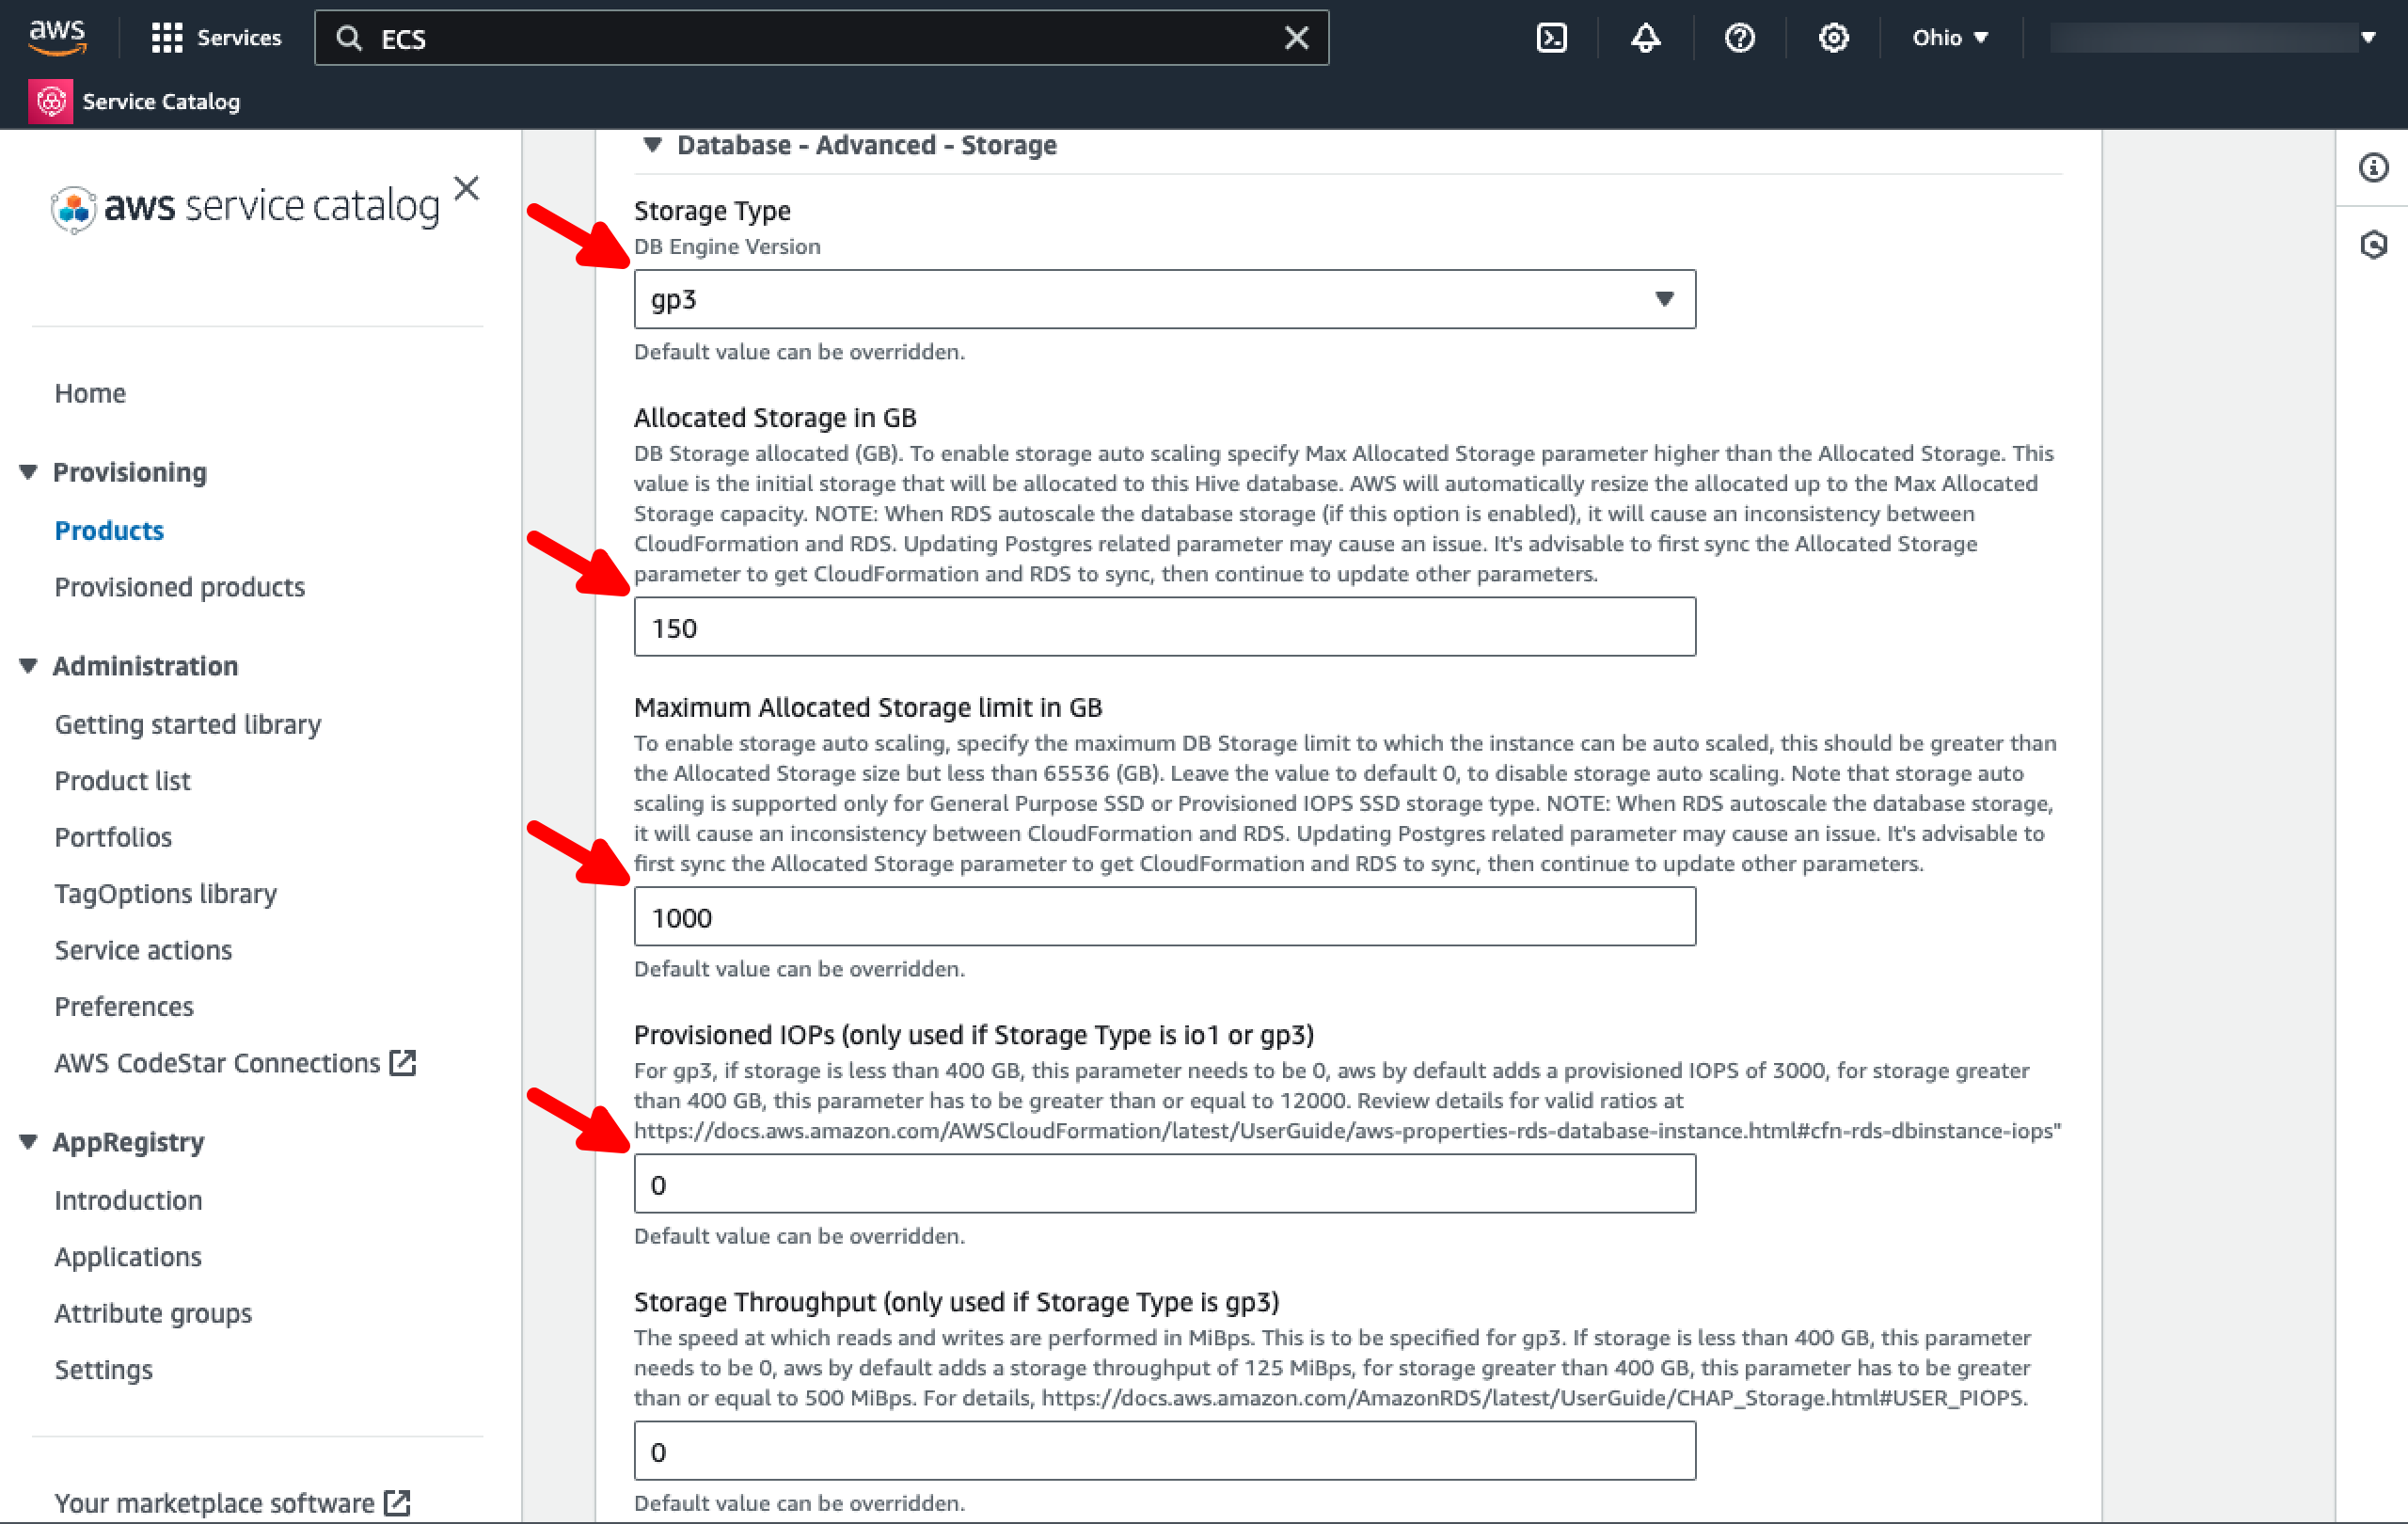 aws
Services
ECS
Ohio
Service Catalog
aws service catalog
Home
Provisioning
Products
Provisioned products
Administration
Getting started library
Product list
Portfolios
TagOptions library
Service actions
Preferences
AWS CodeStar Connections
AppRegistry
Introduction
Applications
Attribute groups
Settings
Your marketplace software
Database - Advanced - Storage
Storage Type
DB Engine Version
gp3
Default value can be overridden.
Allocated Storage in GB
DB Storage allocated (GB). To enable storage auto scaling specify Max Allocated Storage parameter higher than the Allocated Storage. This
value is the initial storage that will be allocated to this Hive database. AWS will automatically resize the allocated up to the Max Allocated
Storage capacity. NOTE: When RDS autoscale the database storage (if this option is enabled), it will cause an inconsistency between
CloudFormation and RDS. Updating Postgres related parameter may cause an issue. It's advisable to first sync the Allocated Storage
parameter to get CloudFormation and RDS to sync, then continue to update other parameters.
150
Maximum Allocated Storage limit in GB
To enable storage auto scaling, specify the maximum DB Storage limit to which the instance can be auto scaled, this should be greater than
the Allocated Storage size but less than 65536 (GB). Leave the value to default 0, to disable storage auto scaling. Note that storage auto
scaling is supported only for General Purpose SSD or Provisioned IOPS SSD storage type. NOTE: When RDS autoscale the database storage,
it will cause an inconsistency between CloudFormation and RDS. Updating Postgres related parameter may cause an issue. It's advisable to
first sync the Allocated Storage parameter to get CloudFormation and RDS to sync, then continue to update other parameters.
1000
Default value can be overridden.
Provisioned IOPs (only used if Storage Type is io1 or gp3)
For gp3, if storage is less than 400 GB, this parameter needs to be 0, aws by default adds a provisioned IOPS of 3000, for storage greater
than 400 GB, this parameter has to be greater than or equal to 12000. Review details for valid ratios at
https://docs.aws.amazon.com/AWSCloudFormation/latest/UserGuide/aws-properties-rds-database-instance.html#cfn-rds-dbinstance-iops"
0
Default value can be overridden.
Storage Throughput (only used if Storage Type is gp3)
The speed at which reads and writes are performed in MiBps. This is to be specified for gp3. If storage is less than 400 GB, this parameter
needs to be 0, aws by default adds a storage throughput of 125 MiBps, for storage greater than 400 GB, this parameter has to be greater
than or equal to 500 MiBps. For details, https://docs.aws.amazon.com/AmazonRDS/latest/UserGuide/CHAP_Storage.html#USER_PIOPS.
0
Default value can be overridden.